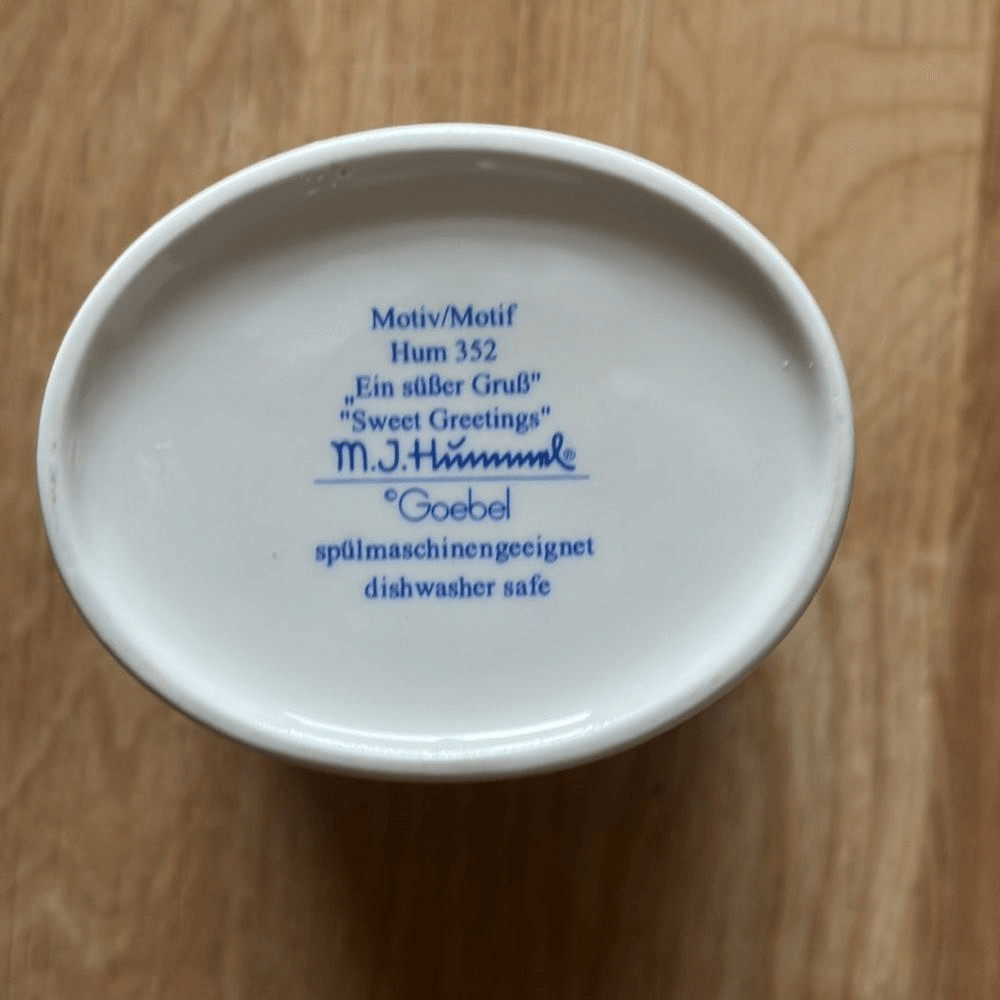 Motiv/Motif
Hum 352
„Ein süßer Gruß"
"Sweet Greetings"
M.J.Hummel®
©Goebel
spülmaschinengeeignet
dishwasher safe